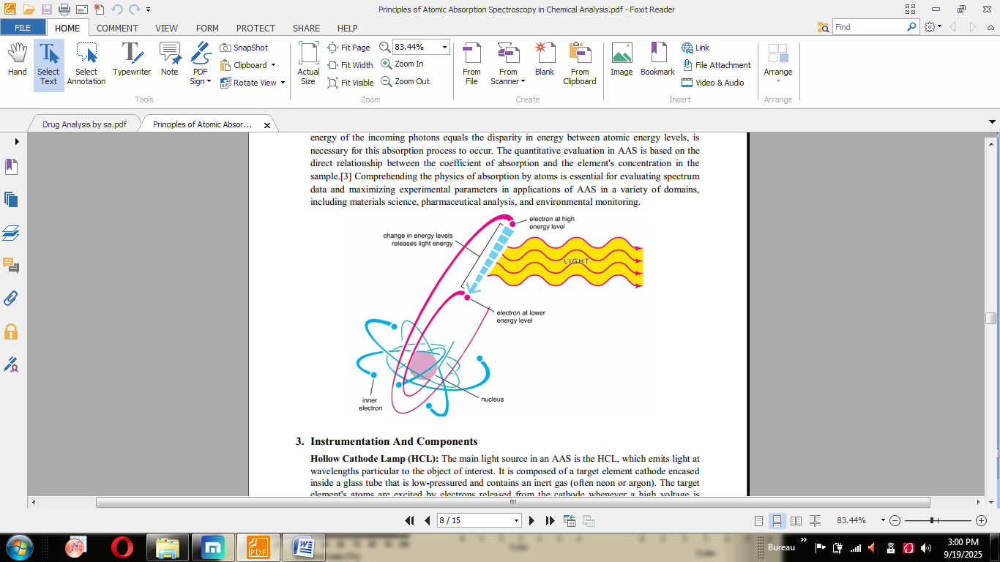 Principles of Atomic Absorption Spectroscopy in Chemical Analysis.pdf - Foxit Reader
FILE HOME COMMENT VIEW FORM PROTECT SHARE HELP
Find
Hand
Select Text
Select Annotation
Typewriter
Note
PDF Sign
SnapShot
Clipboard
Rotate View
Tools
Actual Size
Fit Page
Fit Width
Fit Visible
83.44%
Zoom In
Zoom Out
Zoom
From File
From Scanner
Blank
From Clipboard
Create
Image
Bookmark
Link
File Attachment
Video & Audio
Insert
Arrange
Arrange
Drug Analysis by sa.pdf
Principles of Atomic Absor...
energy of the incoming photons equals the disparity in energy between atomic energy levels, is
necessary for this absorption process to occur. The quantitative evaluation in AAS is based on the
direct relationship between the coefficient of absorption and the element's concentration in the
sample.[3] Comprehending the physics of absorption by atoms is essential for evaluating spectrum
data and maximizing experimental parameters in applications of AAS in a variety of domains,
including materials science, pharmaceutical analysis, and environmental monitoring.
electron at high
energy level
change in energy levels
releases light energy
LIGHT
electron at lower
energy level
inner
electron
nucleus
3. Instrumentation And Components
Hollow Cathode Lamp (HCL): The main light source in an AAS is the HCL, which emits light at
wavelengths particular to the object of interest. It is composed of a target element cathode encased
inside a glass tube that is low-pressured and contains an inert gas (often neon or argon). The target
element's atoms are excited by electrons released from the cathode whenever a high voltage is
8 / 15
83.44%
Bureau
3:00 PM
9/19/2025